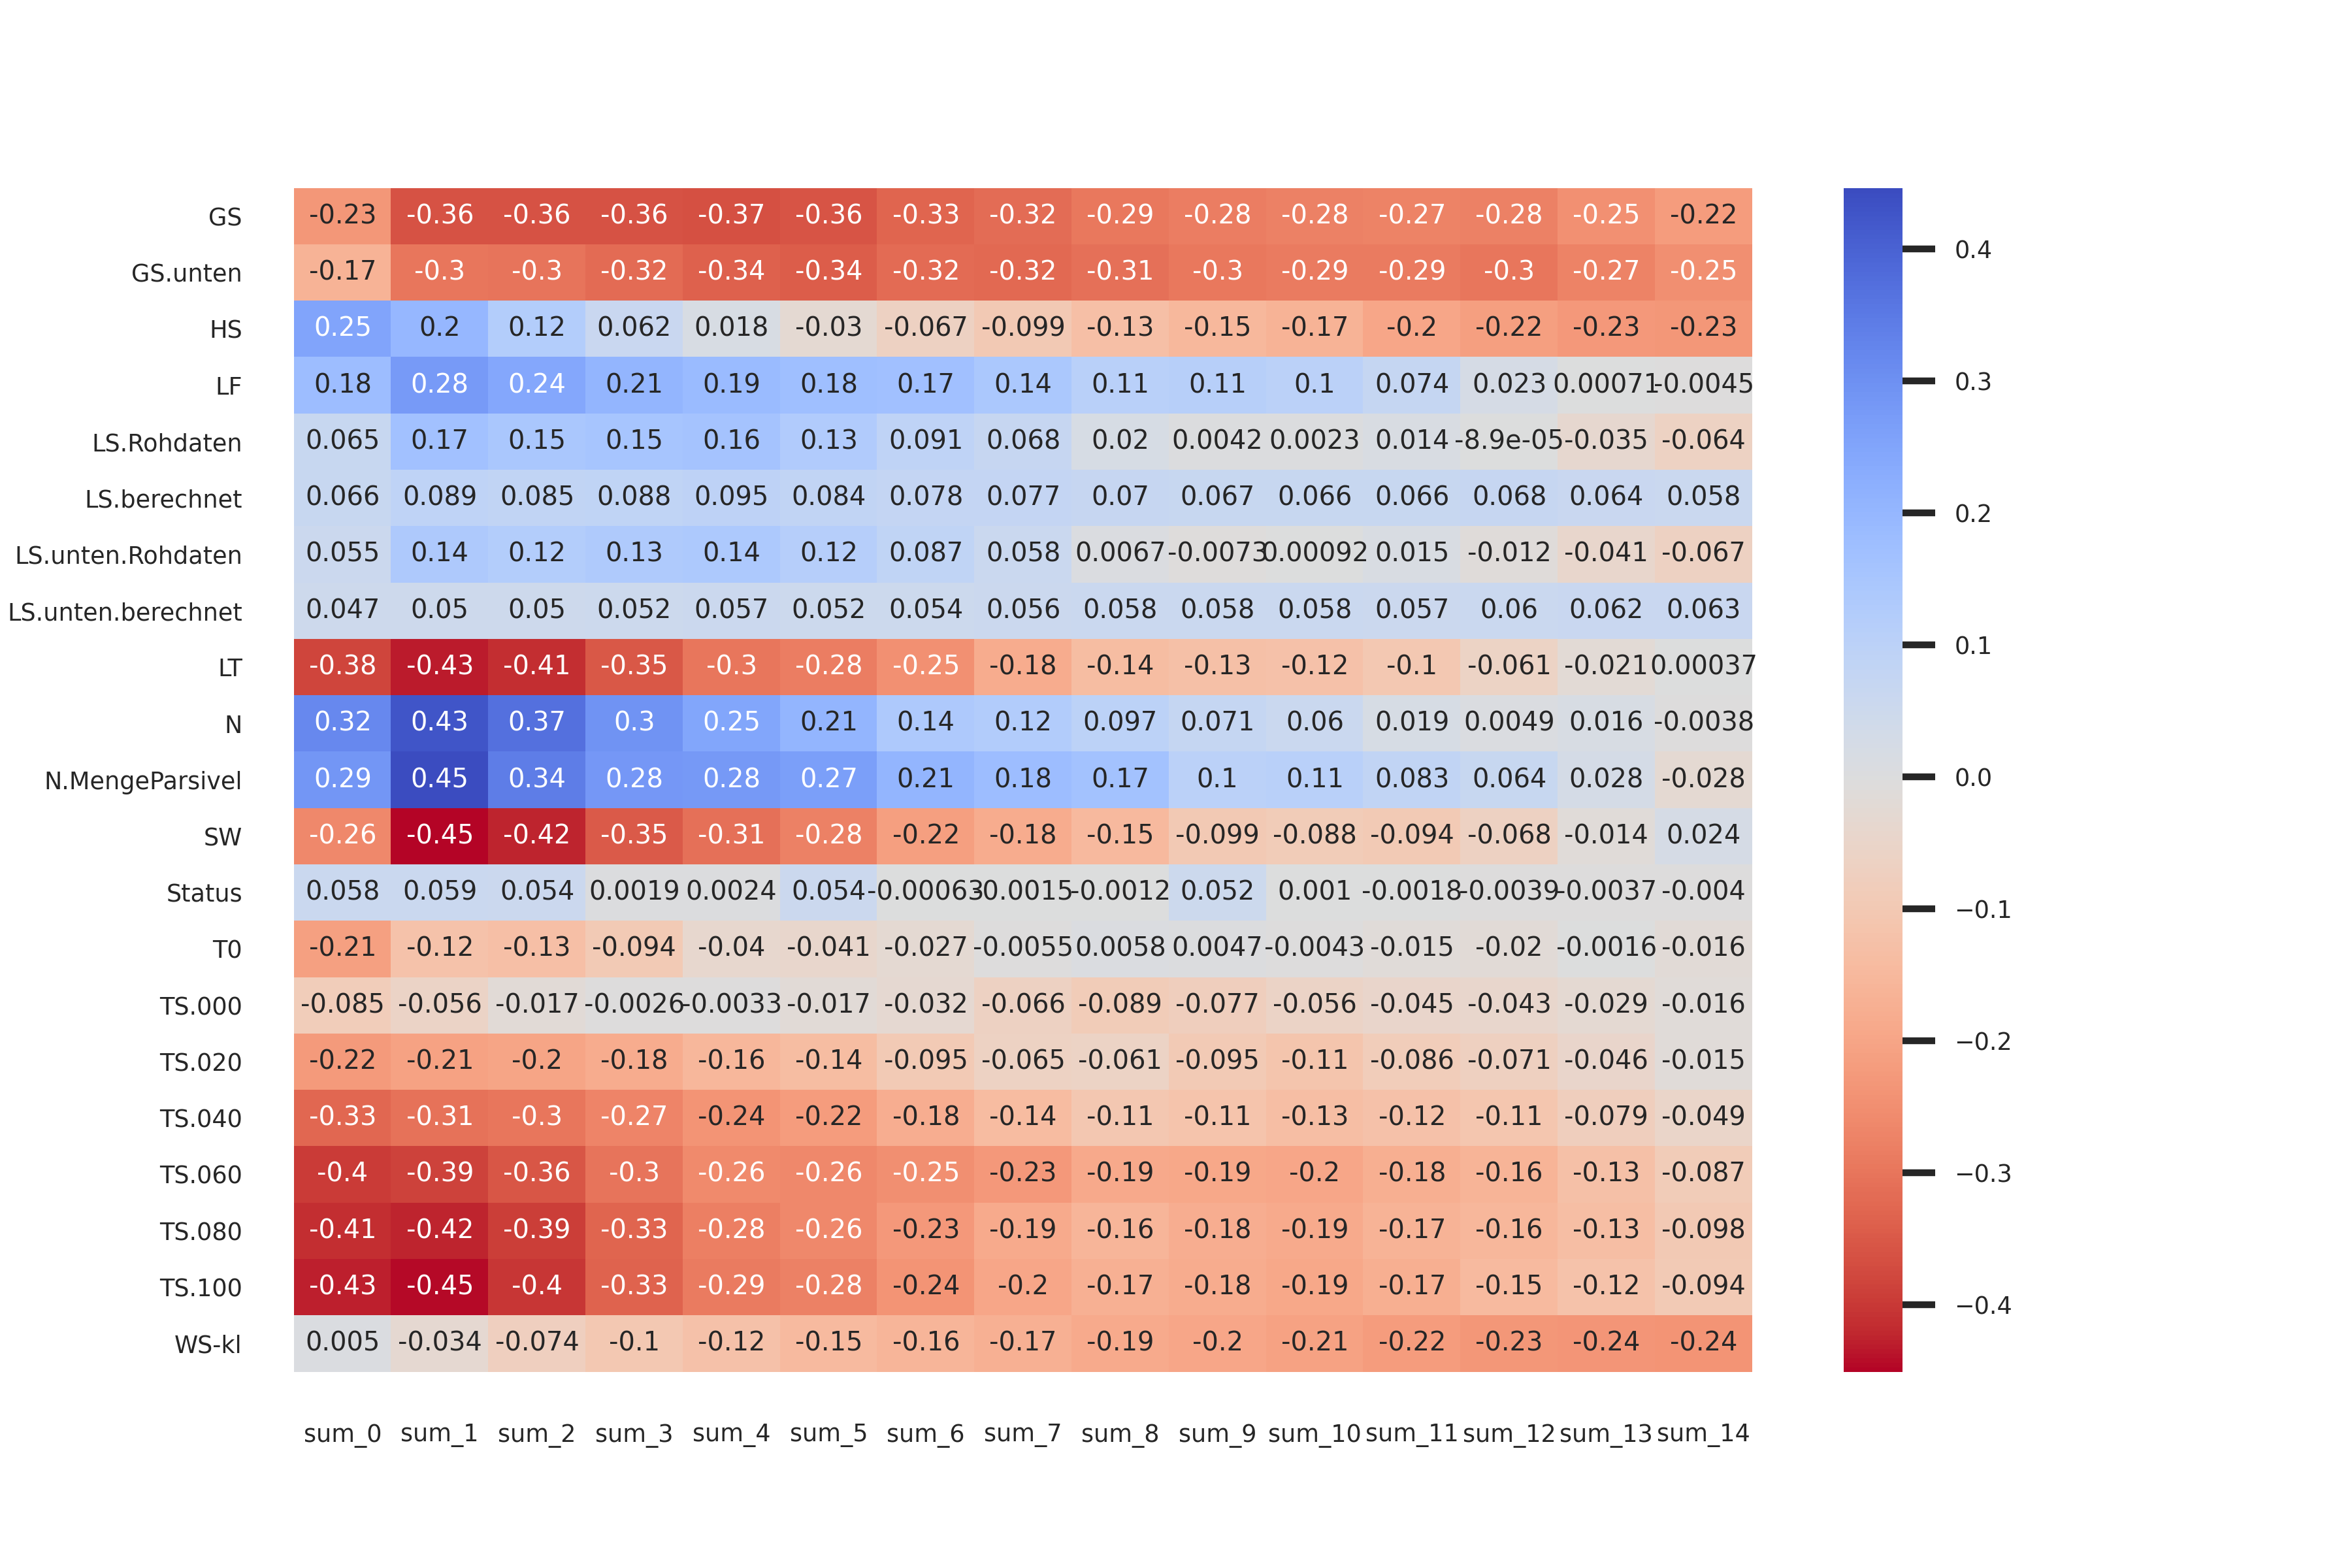 GS -0.23 -0.36 -0.36 -0.36 -0.37 -0.36 -0.33 -0.32 -0.29 -0.28 -0.28 -0.27 -0.28 -0.25 -0.22
GS.unten -0.17 -0.3 -0.3 -0.32 -0.34 -0.34 -0.32 -0.32 -0.31 -0.3 -0.29 -0.29 -0.3 -0.27 -0.25
HS 0.25 0.2 0.12 0.062 0.018 -0.03 -0.067 -0.099 -0.13 -0.15 -0.17 -0.2 -0.22 -0.23 -0.23
LF 0.18 0.28 0.24 0.21 0.19 0.18 0.17 0.14 0.11 0.11 0.1 0.074 0.023 0.00071 -0.0045
LS.Rohdaten 0.065 0.17 0.15 0.15 0.16 0.13 0.091 0.068 0.02 0.0042 0.0023 0.014 -8.9e-05 -0.035 -0.064
LS.berechnet 0.066 0.089 0.085 0.088 0.095 0.084 0.078 0.077 0.07 0.067 0.066 0.066 0.068 0.064 0.058
LS.unten.Rohdaten 0.055 0.14 0.12 0.13 0.14 0.12 0.087 0.058 0.0067 -0.0073 0.00092 0.015 -0.012 -0.041 -0.067
LS.unten.berechnet 0.047 0.05 0.05 0.052 0.057 0.052 0.054 0.056 0.058 0.058 0.058 0.057 0.06 0.062 0.063
LT -0.38 -0.43 -0.41 -0.35 -0.3 -0.28 -0.25 -0.18 -0.14 -0.13 -0.12 -0.1 -0.061 -0.021 0.00037
N 0.32 0.43 0.37 0.3 0.25 0.21 0.14 0.12 0.097 0.071 0.06 0.019 0.0049 0.016 -0.0038
N.MengeParsivel 0.29 0.45 0.34 0.28 0.28 0.27 0.21 0.18 0.17 0.1 0.11 0.083 0.064 0.028 -0.028
SW -0.26 -0.45 -0.42 -0.35 -0.31 -0.28 -0.22 -0.18 -0.15 -0.099 -0.088 -0.094 -0.068 -0.014 0.024
Status 0.058 0.059 0.054 0.0019 0.0024 0.054 -0.00063 -0.0015 -0.0012 0.052 0.001 -0.0018 -0.0039 -0.0037 -0.004
T0 -0.21 -0.12 -0.13 -0.094 -0.04 -0.041 -0.027 -0.0055 0.0058 0.0047 -0.0043 -0.015 -0.02 -0.0016 -0.016
TS.000 -0.085 -0.056 -0.017 -0.0026 -0.0033 -0.017 -0.032 -0.066 -0.089 -0.077 -0.056 -0.045 -0.043 -0.029 -0.016
TS.020 -0.22 -0.21 -0.2 -0.18 -0.16 -0.14 -0.095 -0.065 -0.061 -0.095 -0.11 -0.086 -0.071 -0.046 -0.015
TS.040 -0.33 -0.31 -0.3 -0.27 -0.24 -0.22 -0.18 -0.14 -0.11 -0.11 -0.13 -0.12 -0.11 -0.079 -0.049
TS.060 -0.4 -0.39 -0.36 -0.3 -0.26 -0.26 -0.25 -0.23 -0.19 -0.19 -0.2 -0.18 -0.16 -0.13 -0.087
TS.080 -0.41 -0.42 -0.39 -0.33 -0.28 -0.26 -0.23 -0.19 -0.16 -0.18 -0.19 -0.17 -0.16 -0.13 -0.098
TS.100 -0.43 -0.45 -0.4 -0.33 -0.29 -0.28 -0.24 -0.2 -0.17 -0.18 -0.19 -0.17 -0.15 -0.12 -0.094
WS-kl 0.005 -0.034 -0.074 -0.1 -0.12 -0.15 -0.16 -0.17 -0.19 -0.2 -0.21 -0.22 -0.23 -0.24 -0.24
sum_0 sum_1 sum_2 sum_3 sum_4 sum_5 sum_6 sum_7 sum_8 sum_9 sum_10 sum_11 sum_12 sum_13 sum_14
0.4
0.3
0.2
0.1
0.0
−0.1
−0.2
−0.3
−0.4